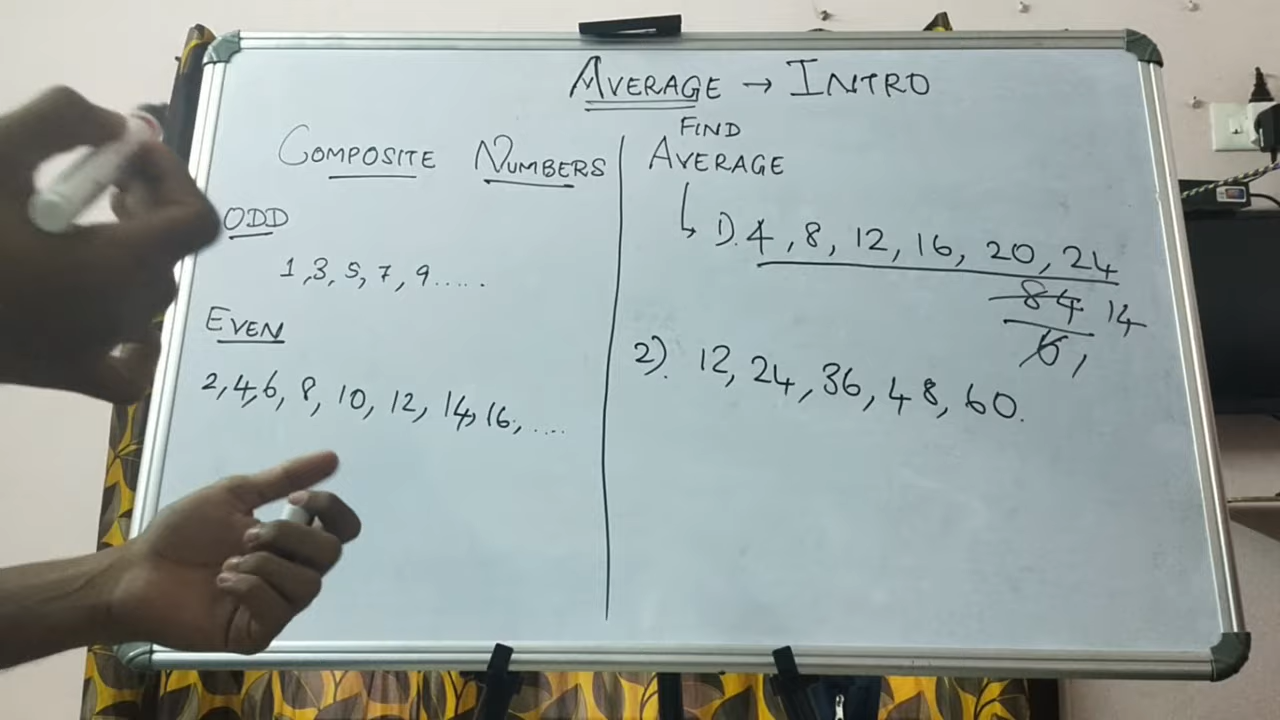 AVERAGE → INTRO
COMPOSITE NUMBERS
ODD
1,3,5,7,9.....
EVEN
2,4,6,8,10,12,14,16,....
FIND
AVERAGE
1). 4,8,12,16,20,24
84 14
6,
2). 12,24,36,48,60.